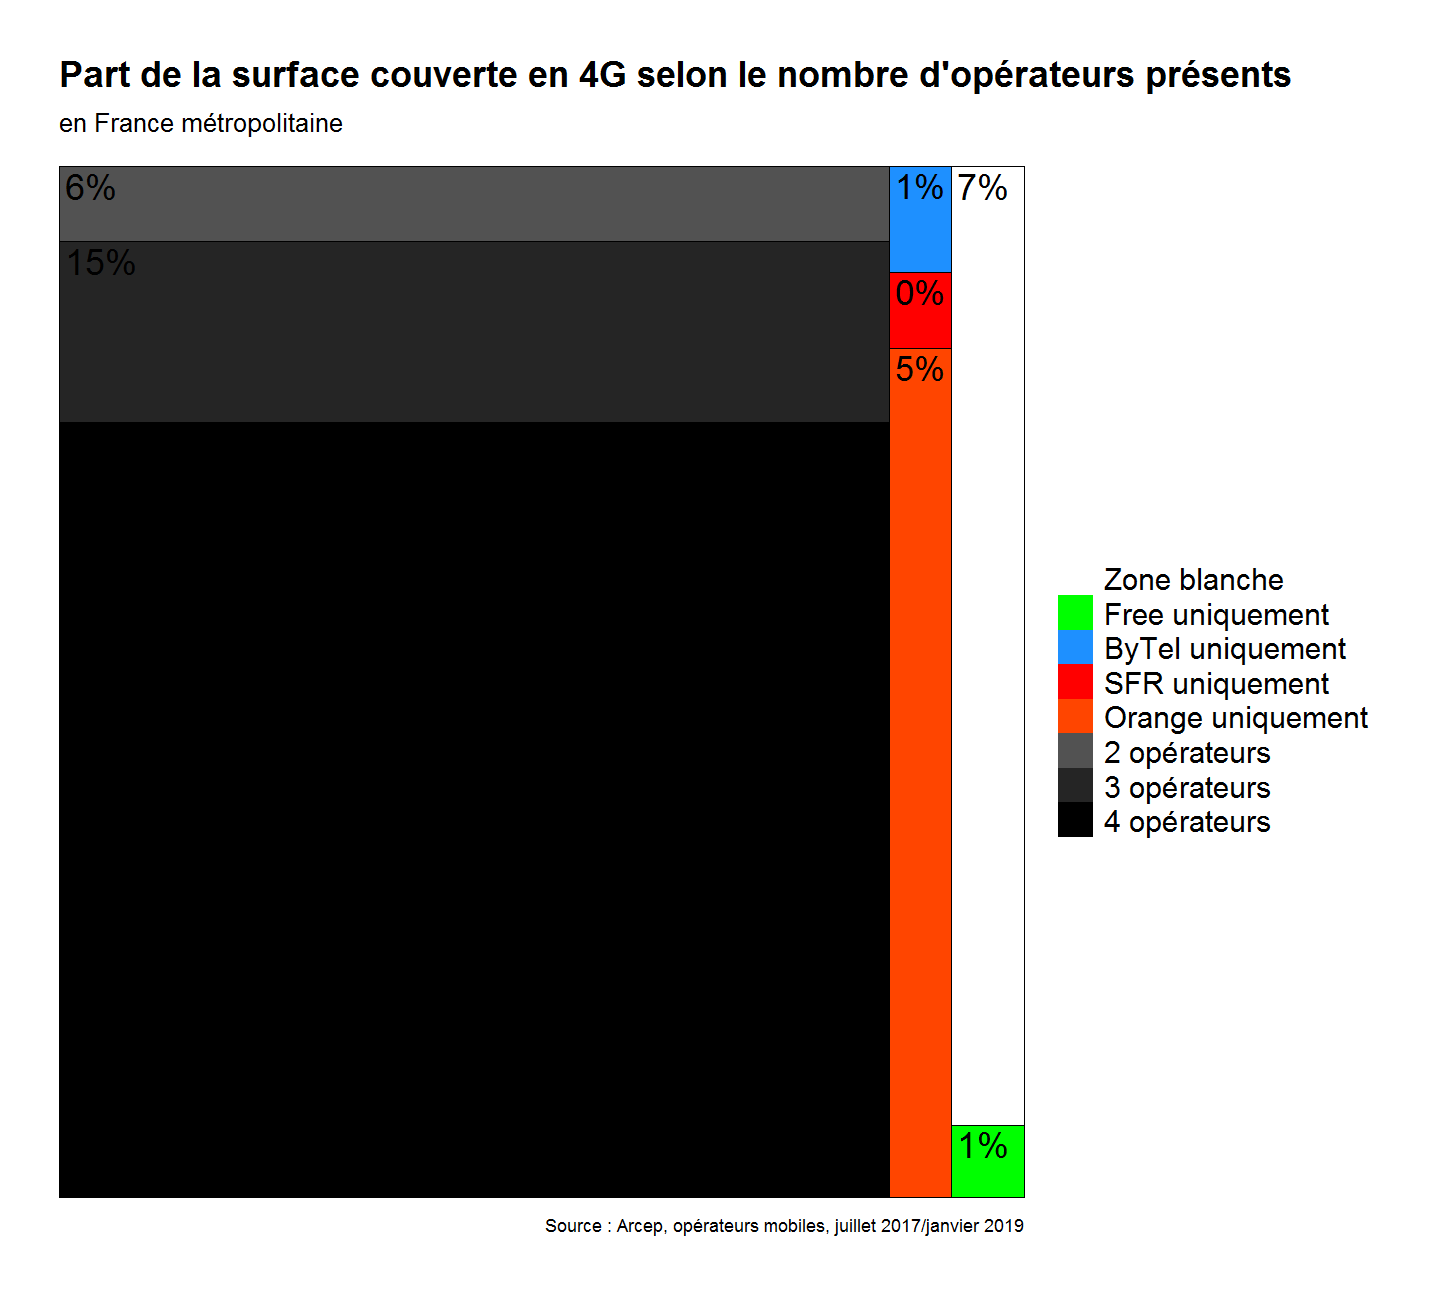 Part de la surface couverte en 4G selon le nombre d'opérateurs présents
en France métropolitaine
6%
15%
1%
0%
5%
7%
1%
Zone blanche
Free uniquement
ByTel uniquement
SFR uniquement
Orange uniquement
2 opérateurs
3 opérateurs
4 opérateurs
Source : Arcep, opérateurs mobiles, juillet 2017/janvier 2019